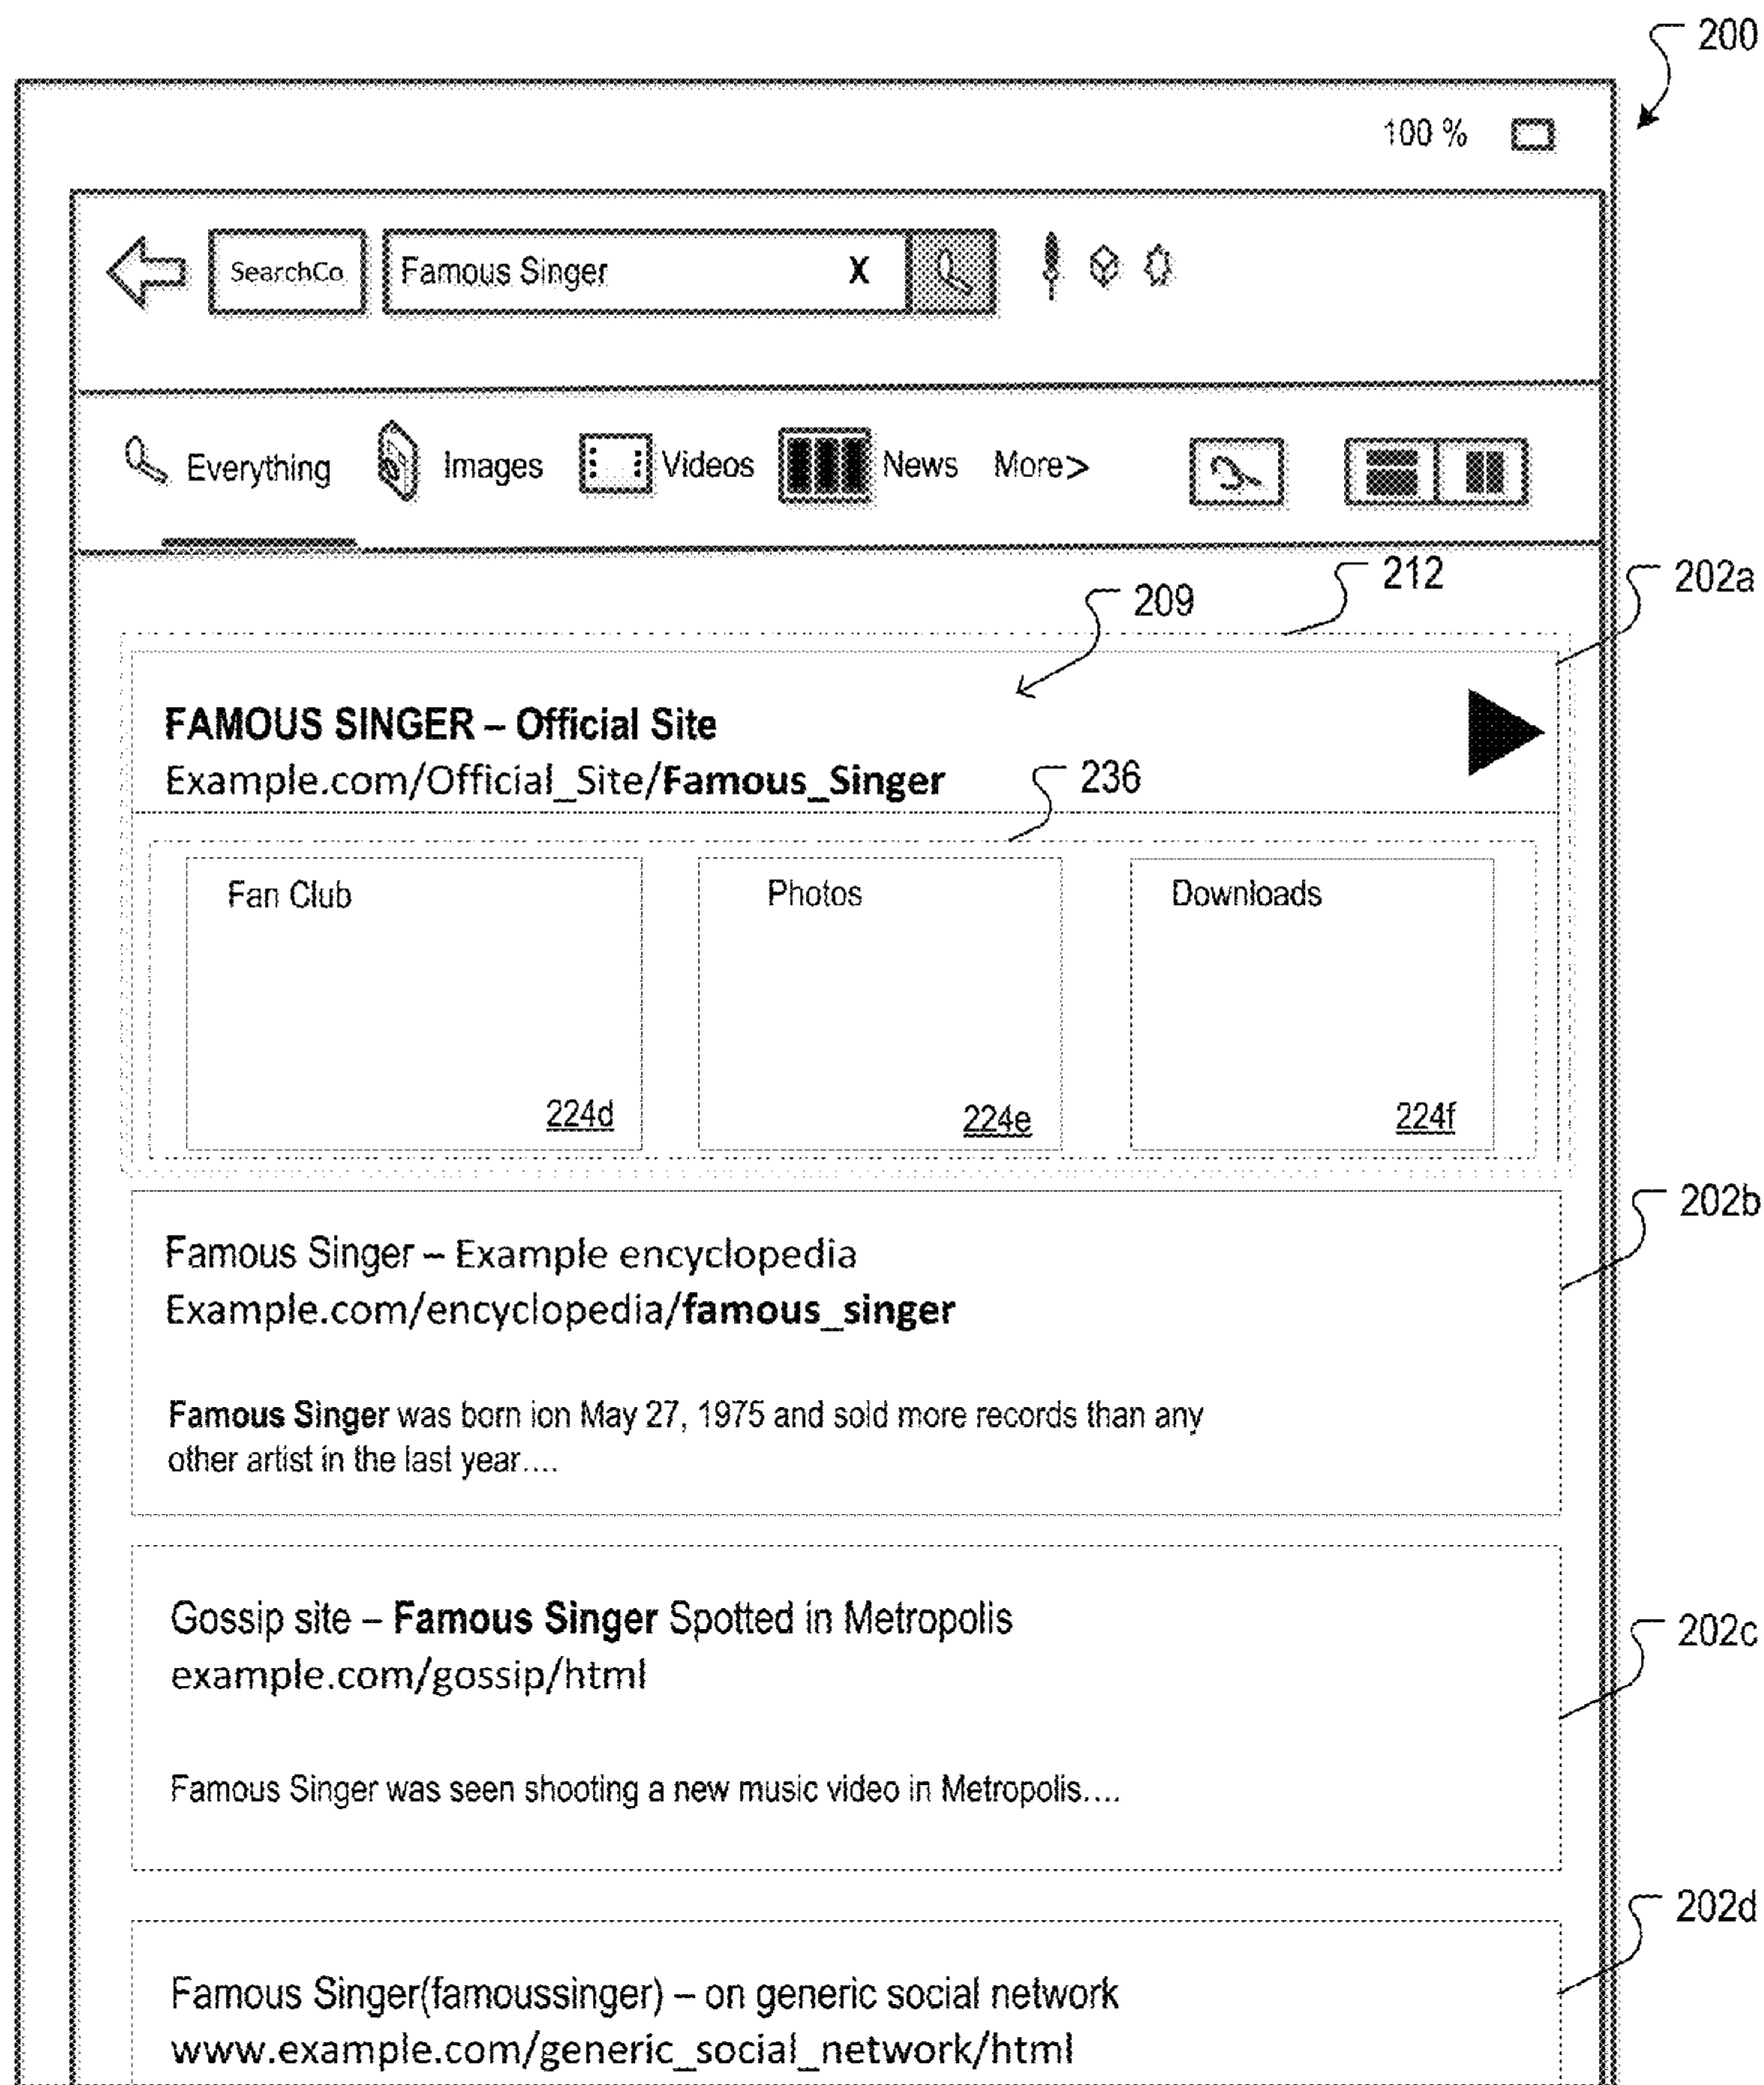 200
100 %
SearchCo
Famous Singer X
Everything Images Videos News More>
212
202a
209
FAMOUS SINGER – Official Site
Example.com/Official_Site/Famous_Singer
236
Fan Club Photos Downloads
224d 224e 224f
202b
Famous Singer – Example encyclopedia
Example.com/encyclopedia/famous_singer
Famous Singer was born ion May 27, 1975 and sold more records than any
other artist in the last year....
Gossip site – Famous Singer Spotted in Metropolis
202c
example.com/gossip/html
Famous Singer was seen shooting a new music video in Metropolis....
202d
Famous Singer(famoussinger) – on generic social network
www.example.com/generic_social_network/html